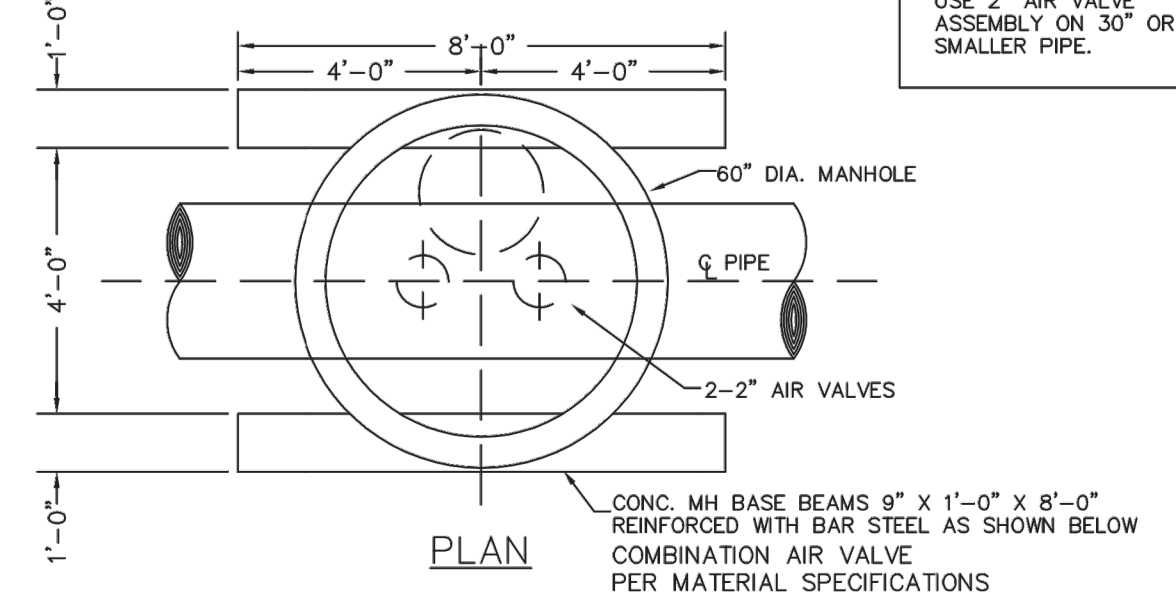 USE 2" AIR VALVE
ASSEMBLY ON 30" OR
SMALLER PIPE.
1'-0"
8'-0"
4'-0"
4'-0"
60" DIA. MANHOLE
4'-0"
℄ PIPE
2-2" AIR VALVES
1'-0"
CONC. MH BASE BEAMS 9" X 1'-0" X 8'-0"
REINFORCED WITH BAR STEEL AS SHOWN BELOW
COMBINATION AIR VALVE
PER MATERIAL SPECIFICATIONS
PLAN